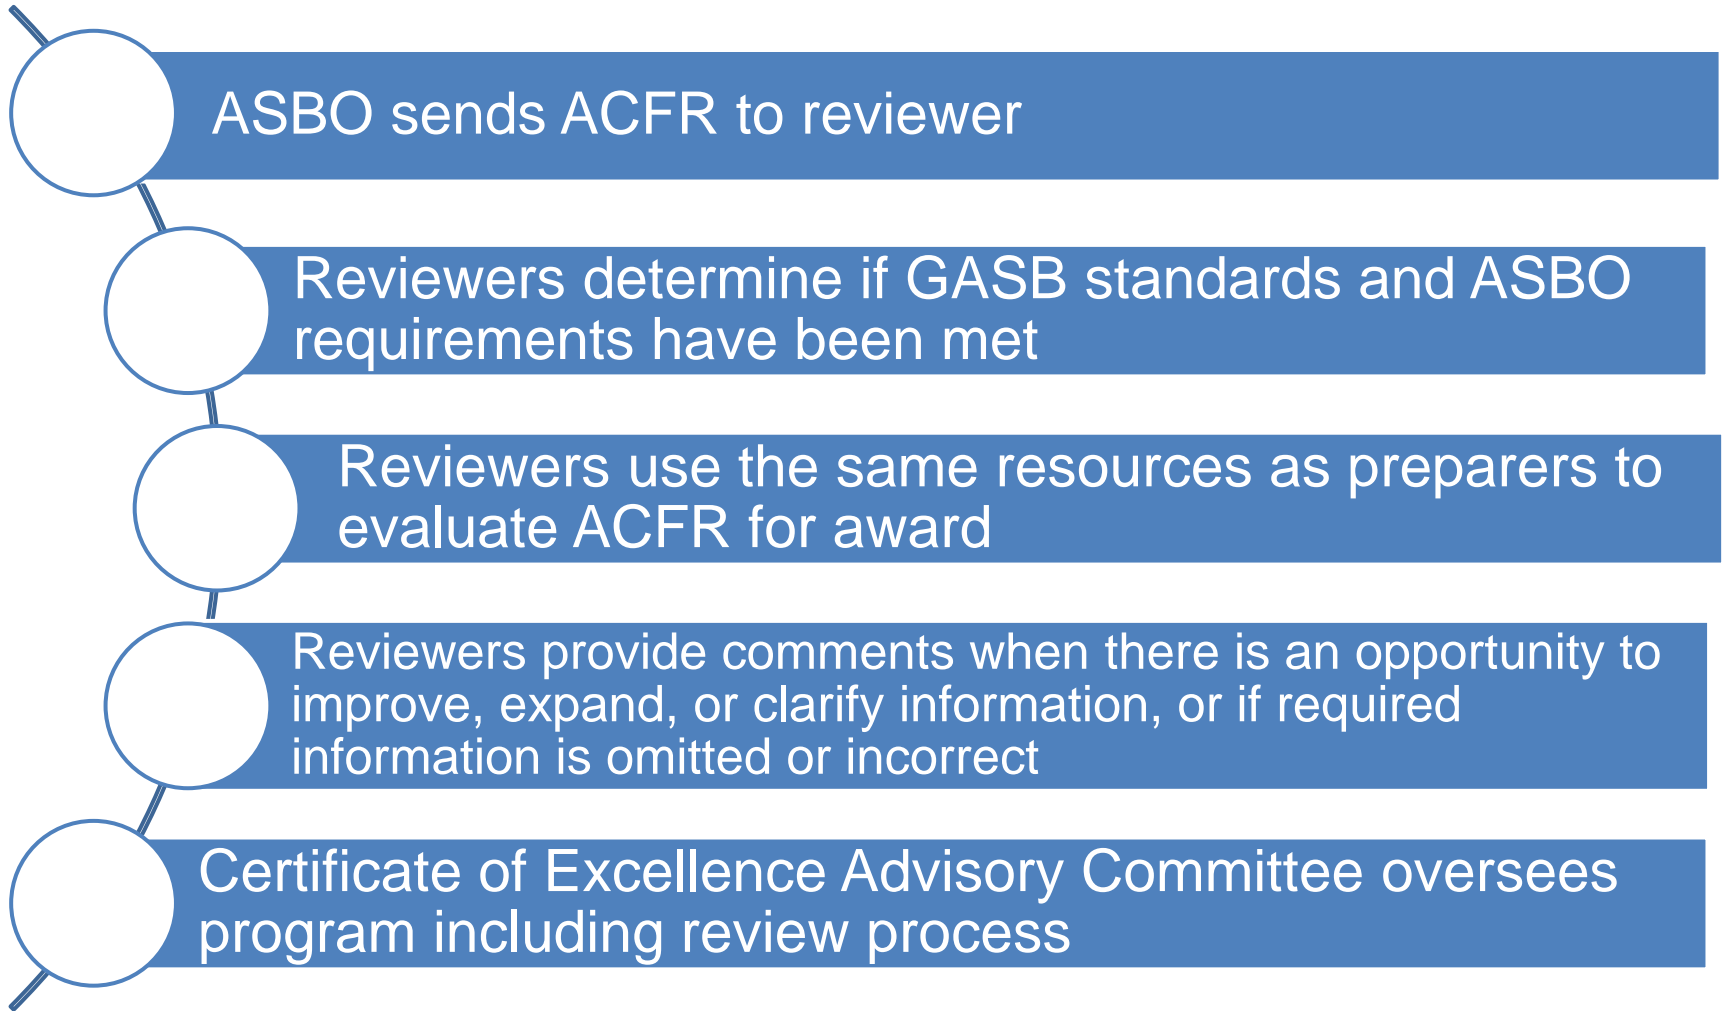 ASBO sends ACFR to reviewer
Reviewers determine if GASB standards and ASBO
requirements have been met
Reviewers use the same resources as preparers to
evaluate ACFR for award
Reviewers provide comments when there is an opportunity to
improve, expand, or clarify information, or if required
information is omitted or incorrect
Certificate of Excellence Advisory Committee oversees
program including review process